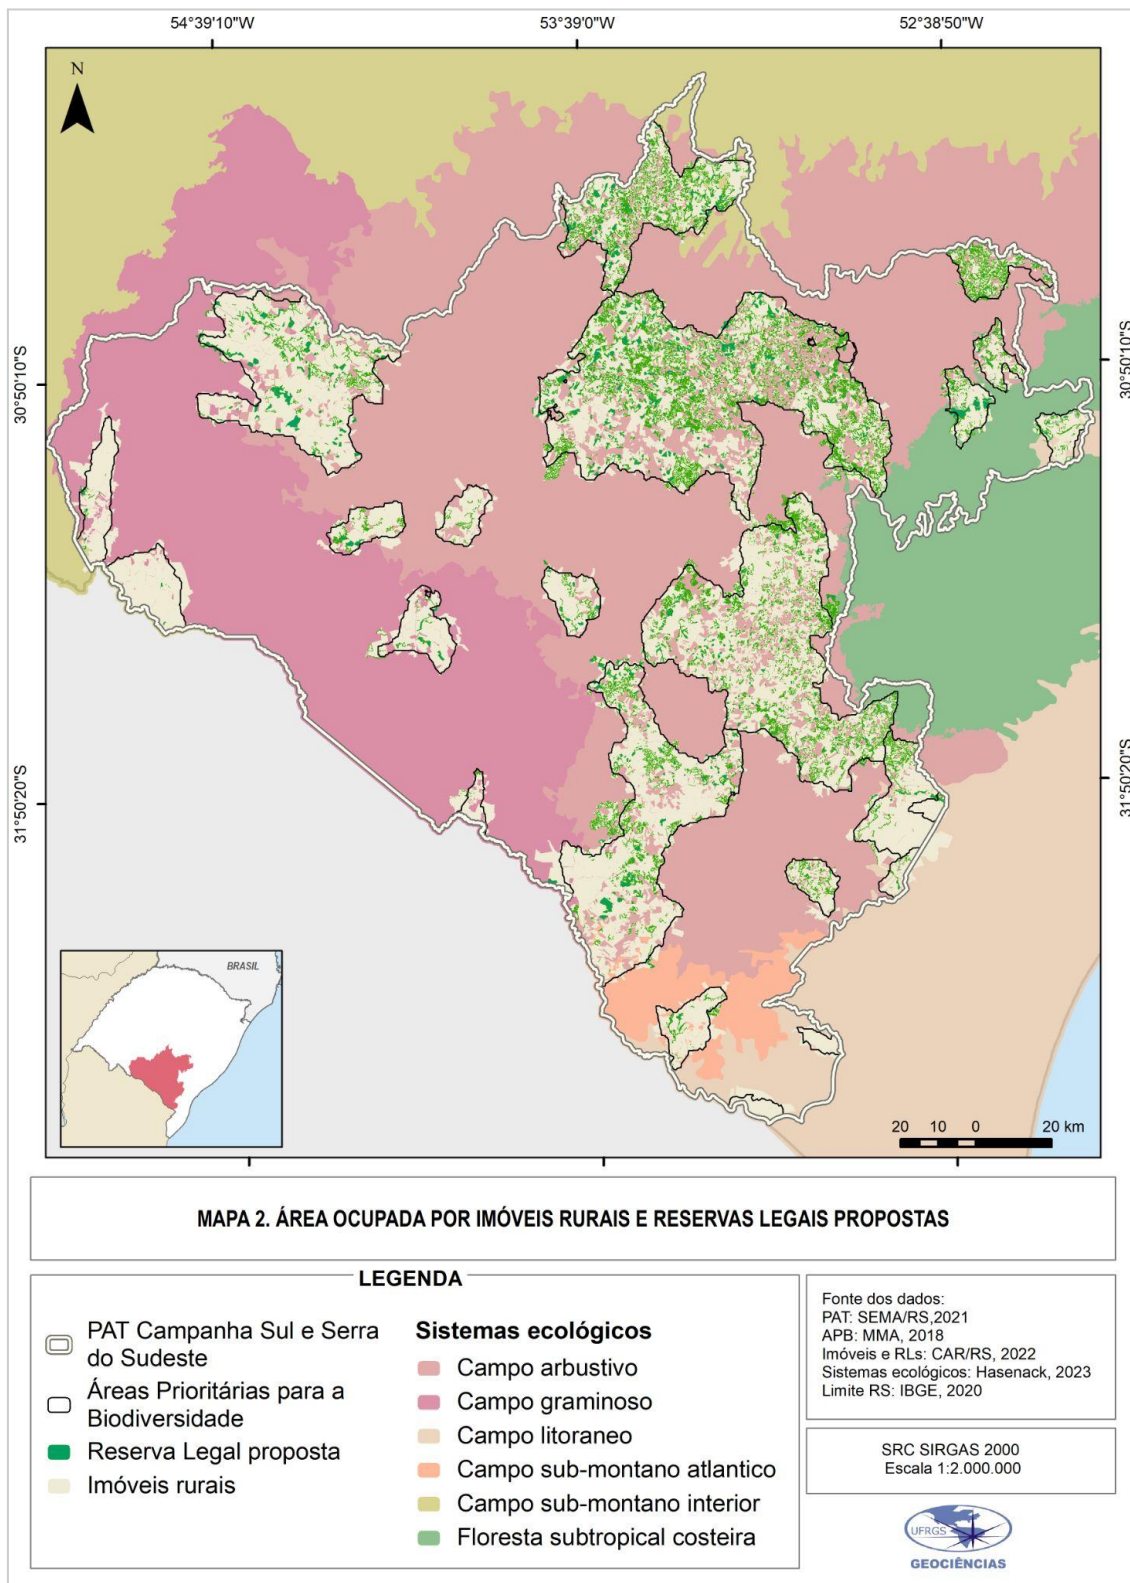 54°39'10"W 53°39'0"W 52°38'50"W
N
30°50'10"S
30°50'10"S
31°50'20"S
31°50'20"S
BRASIL
20 10 0 20 km
MAPA 2. ÁREA OCUPADA POR IMÓVEIS RURAIS E RESERVAS LEGAIS PROPOSTAS
LEGENDA
PAT Campanha Sul e Serra
do Sudeste
Áreas Prioritárias para a
Biodiversidade
Reserva Legal proposta
Imóveis rurais
Sistemas ecológicos
Campo arbustivo
Campo graminoso
Campo litoraneo
Campo sub-montano atlantico
Campo sub-montano interior
Floresta subtropical costeira
Fonte dos dados:
PAT: SEMA/RS,2021
APB: MMA, 2018
Imóveis e RLs: CAR/RS, 2022
Sistemas ecológicos: Hasenack, 2023
Limite RS: IBGE, 2020
SRC SIRGAS 2000
Escala 1:2.000.000
UFRGS
GEOCIÊNCIAS